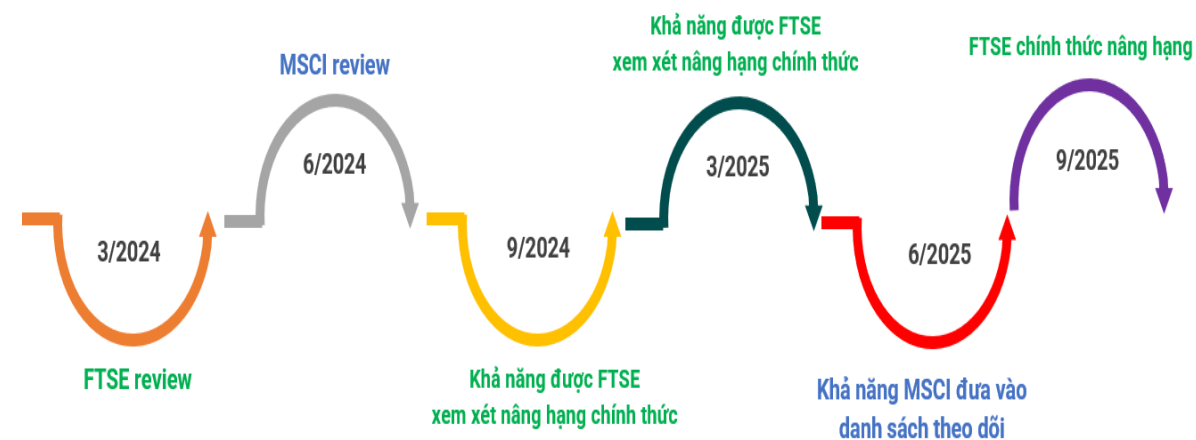 3/2024
FTSE review
MSCI review
6/2024
9/2024
Khả năng được FTSE
xem xét nâng hạng chính thức
Khả năng được FTSE
xem xét nâng hạng chính thức
3/2025
6/2025
Khả năng MSCI đưa vào
danh sách theo dõi
FTSE chính thức nâng hạng
9/2025